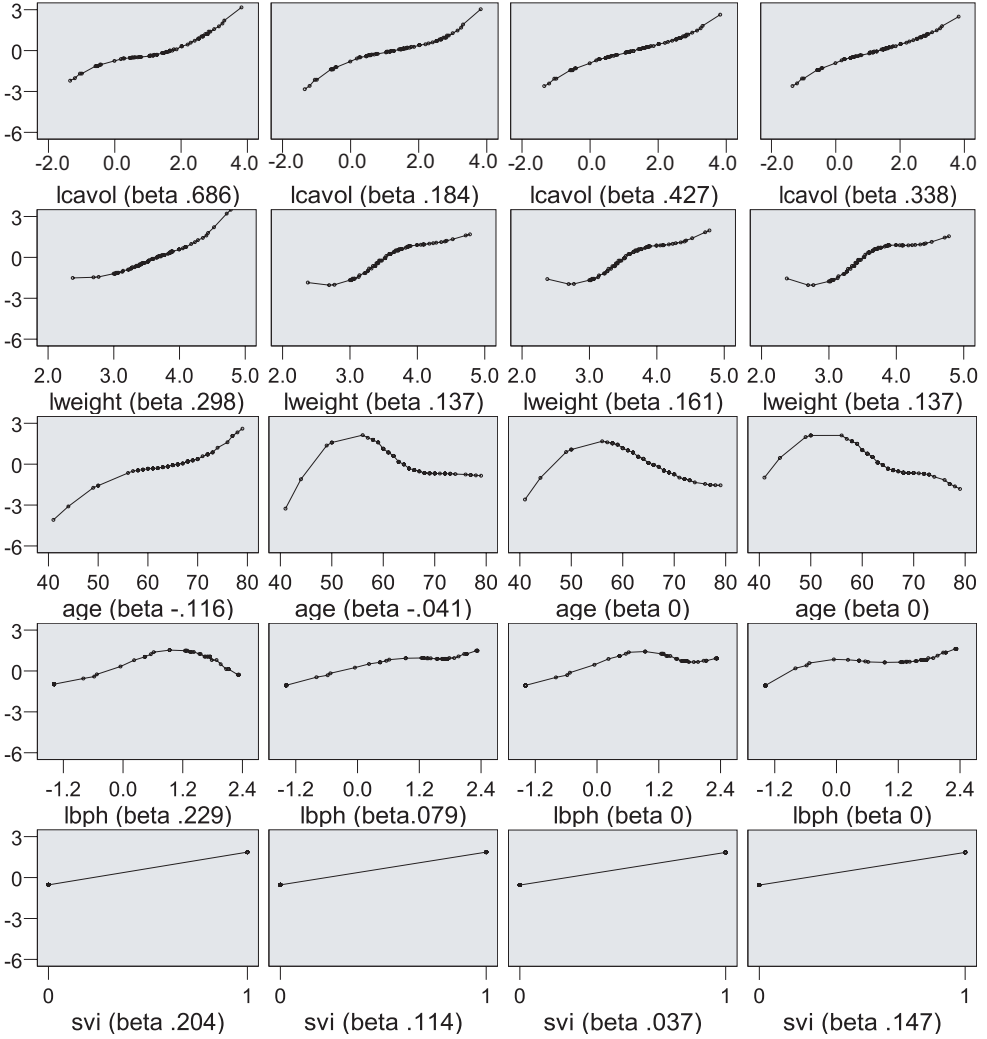 3
0
-3
-6
-2.0 0.0 2.0 4.0 -2.0 0.0 2.0 4.0 -2.0 0.0 2.0 4.0 -2.0 0.0 2.0 4.0
lcavol (beta .686) lcavol (beta .184) lcavol (beta .427) lcavol (beta .338)
3
0
-3
-6
2.0 3.0 4.0 5.0 2.0 3.0 4.0 5.0 2.0 3.0 4.0 5.0 2.0 3.0 4.0 5.0
lweight (beta .298) lweight (beta .137) lweight (beta .161) lweight (beta .137)
3
0
-3
-6
40 50 60 70 80 40 50 60 70 80 40 50 60 70 80 40 50 60 70 80
age (beta -.116) age (beta -.041) age (beta 0) age (beta 0)
3
0
-3
-6
-1.2 0.0 1.2 2.4 -1.2 0.0 1.2 2.4 -1.2 0.0 1.2 2.4 -1.2 0.0 1.2 2.4
lbph (beta .229) lbph (beta.079) lbph (beta 0) lbph (beta 0)
3
0
-3
-6
0 1 0 1 0 1 0 1
svi (beta .204) svi (beta .114) svi (beta .037) svi (beta .147)